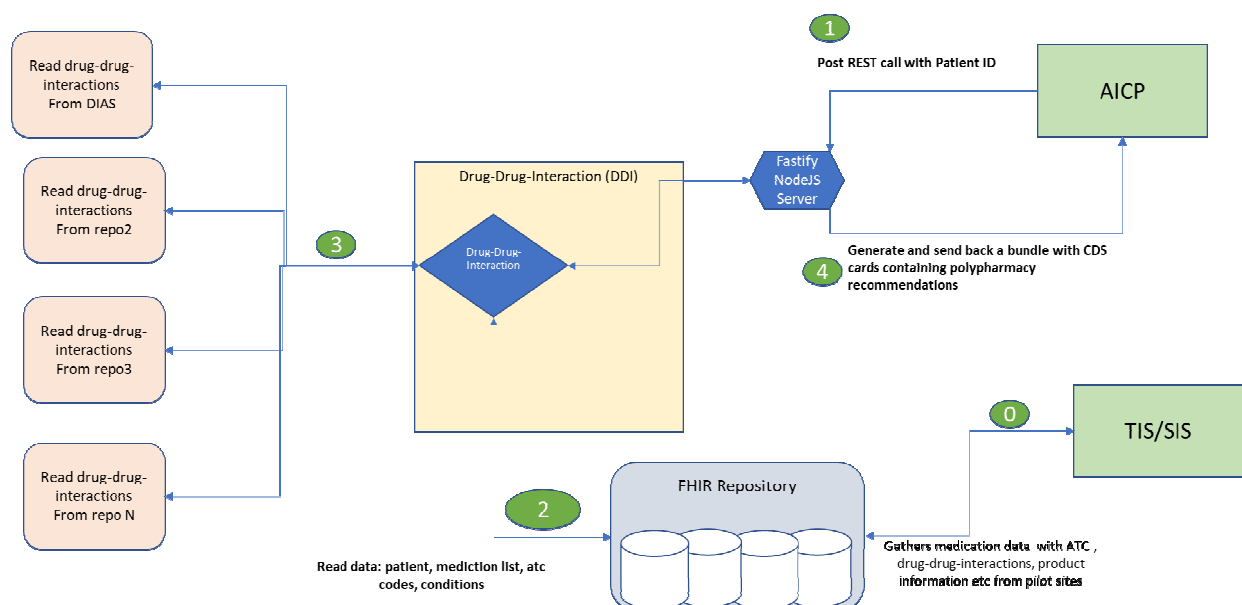 1
Post REST call with Patient ID
AICP
Read drug-drug-
interactions
From DIAS
Fastify
NodeJS
Server
Drug-Drug-Interaction (DDI)
Read drug-drug-
interactions
From repo2
3
Drug-Drug-
Interaction
4
Generate and send back a bundle with CDS
cards containing polypharmacy
recommendations
Read drug-drug-
interactions
From repo3
0
TIS/SIS
Read drug-drug-
interactions
From repo N
FHIR Repository
2
Read data: patient, mediction list, atc
codes, conditions
Gathers medication data with ATC ,
drug-drug-interactions, product
information etc from pilot sites